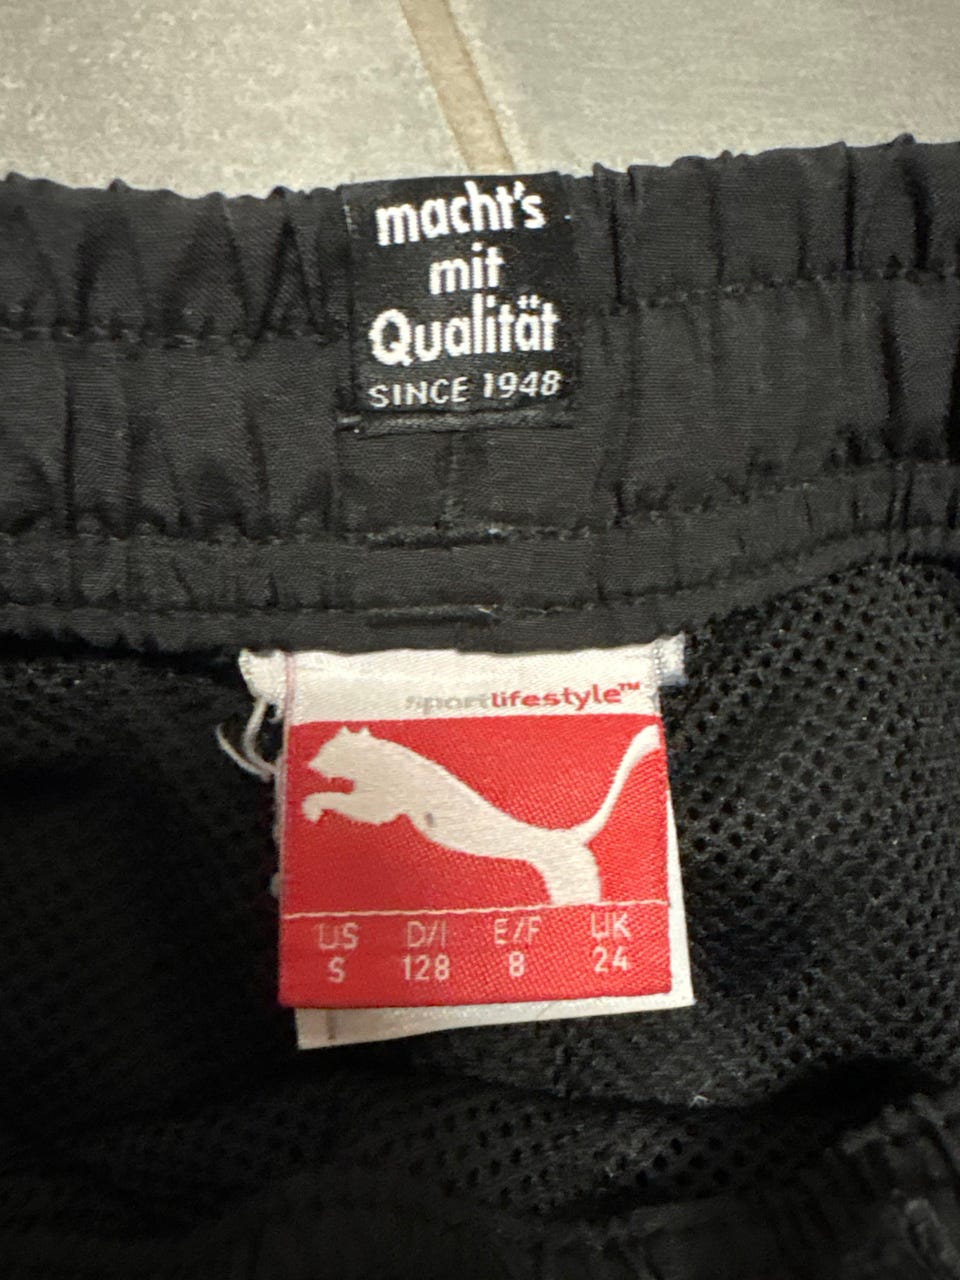 macht's
mit
Qualität
SINCE 1948
sportlifestyle™
US D/I E/F UK
S 128 8 24